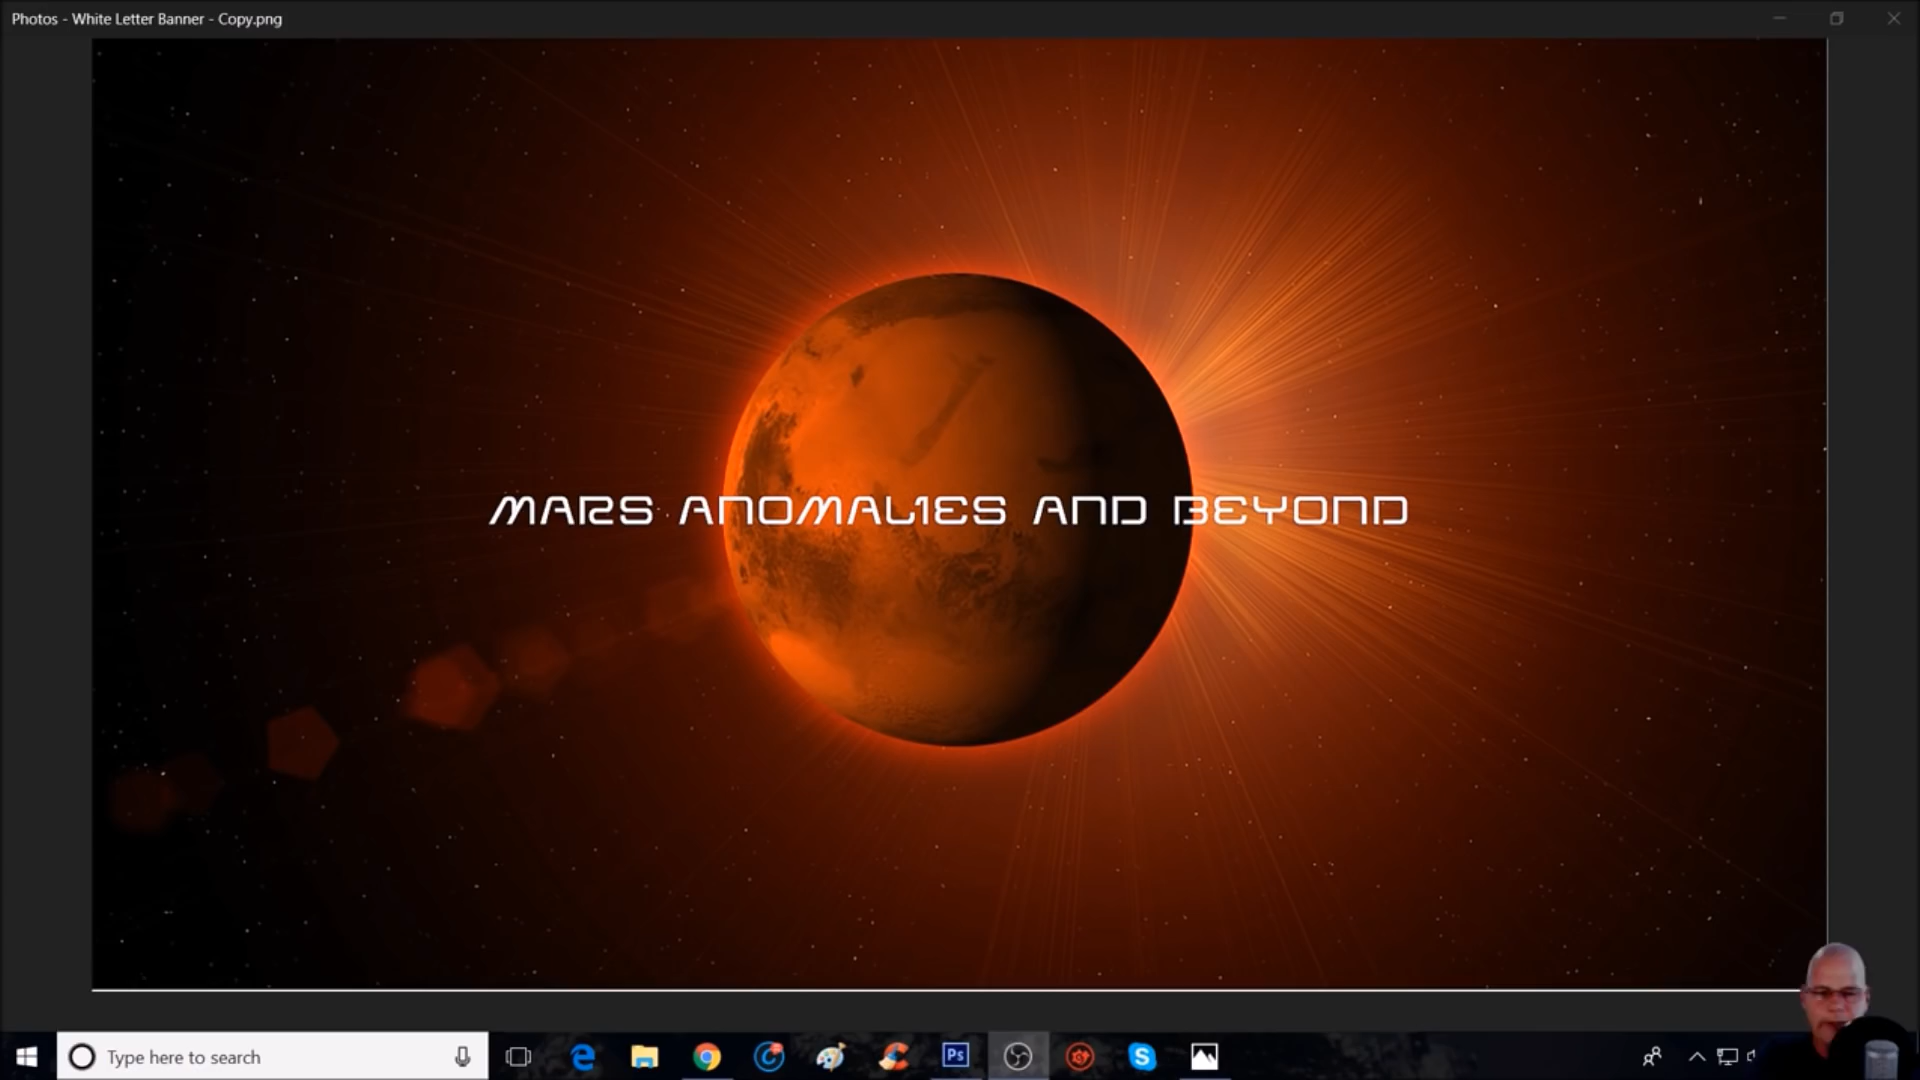 Photos - White Letter Banner - Copy.png
MARS ANOMALIES AND BEYOND
Type here to search
Ps